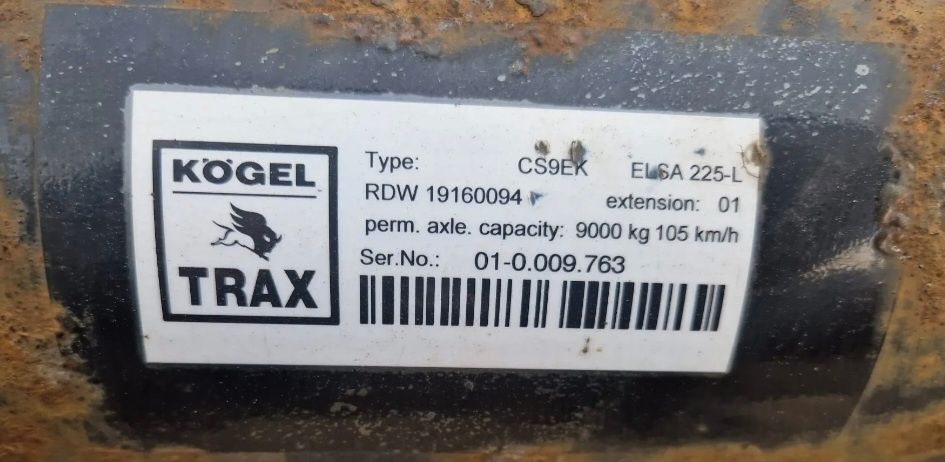 KÖGEL
TRAX
Type: CS9EK ELSA 225-L
RDW 19160094 extension: 01
perm. axle. capacity: 9000 kg 105 km/h
Ser.No.: 01-0.009.763